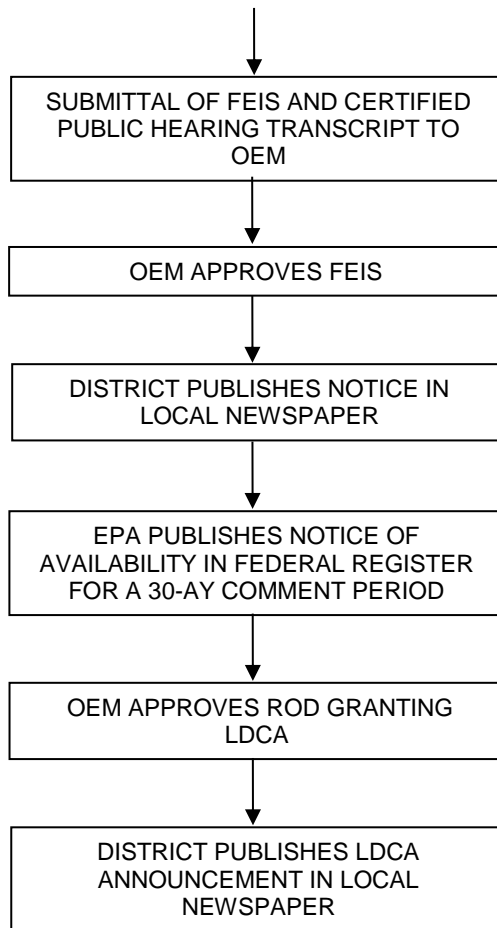 SUBMITTAL OF FEIS AND CERTIFIED
PUBLIC HEARING TRANSCRIPT TO
OEM
OEM APPROVES FEIS
DISTRICT PUBLISHES NOTICE IN
LOCAL NEWSPAPER
EPA PUBLISHES NOTICE OF
AVAILABILITY IN FEDERAL REGISTER
FOR A 30-AY COMMENT PERIOD
OEM APPROVES ROD GRANTING
LDCA
DISTRICT PUBLISHES LDCA
ANNOUNCEMENT IN LOCAL
NEWSPAPER